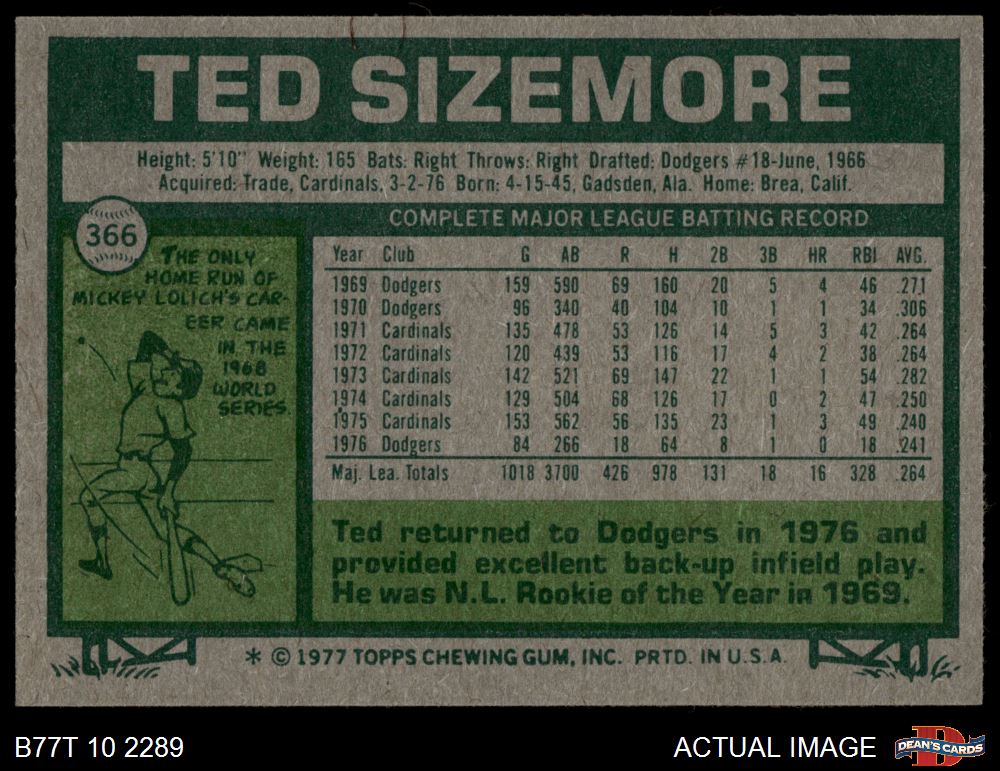 TED SIZEMORE
Height: 5'10" Weight: 165 Bats: Right Throws: Right Drafted: Dodgers #18-June, 1966
Acquired: Trade, Cardinals, 3-2-76 Born: 4-15-45, Gadsden, Ala. Home: Brea, Calif.
366
THE ONLY
HOME RUN OF
MICKEY LOLICH'S CAR-
EER CAME
IN THE
1968
WORLD
SERIES.
COMPLETE MAJOR LEAGUE BATTING RECORD
Year Club G AB R H 2B 3B HR RBI AVG.
1969 Dodgers 159 590 69 160 20 5 4 46 .271
1970 Dodgers 96 340 40 104 10 1 1 34 .306
1971 Cardinals 135 478 53 126 14 5 3 42 .264
1972 Cardinals 120 439 53 116 17 4 2 38 .264
1973 Cardinals 142 521 69 147 22 1 1 54 .282
1974 Cardinals 129 504 68 126 17 0 2 47 .250
1975 Cardinals 153 562 56 135 23 1 3 49 .240
1976 Dodgers 84 266 18 64 8 1 0 18 .241
Maj. Lea. Totals 1018 3700 426 978 131 18 16 328 .264
Ted returned to Dodgers in 1976 and
provided excellent back-up infield play.
He was N.L. Rookie of the Year in 1969.
* © 1977 TOPPS CHEWING GUM, INC. PRTD. IN U.S.A.
B77T 10 2289
ACTUAL IMAGE
D
DEAN'S CARDS